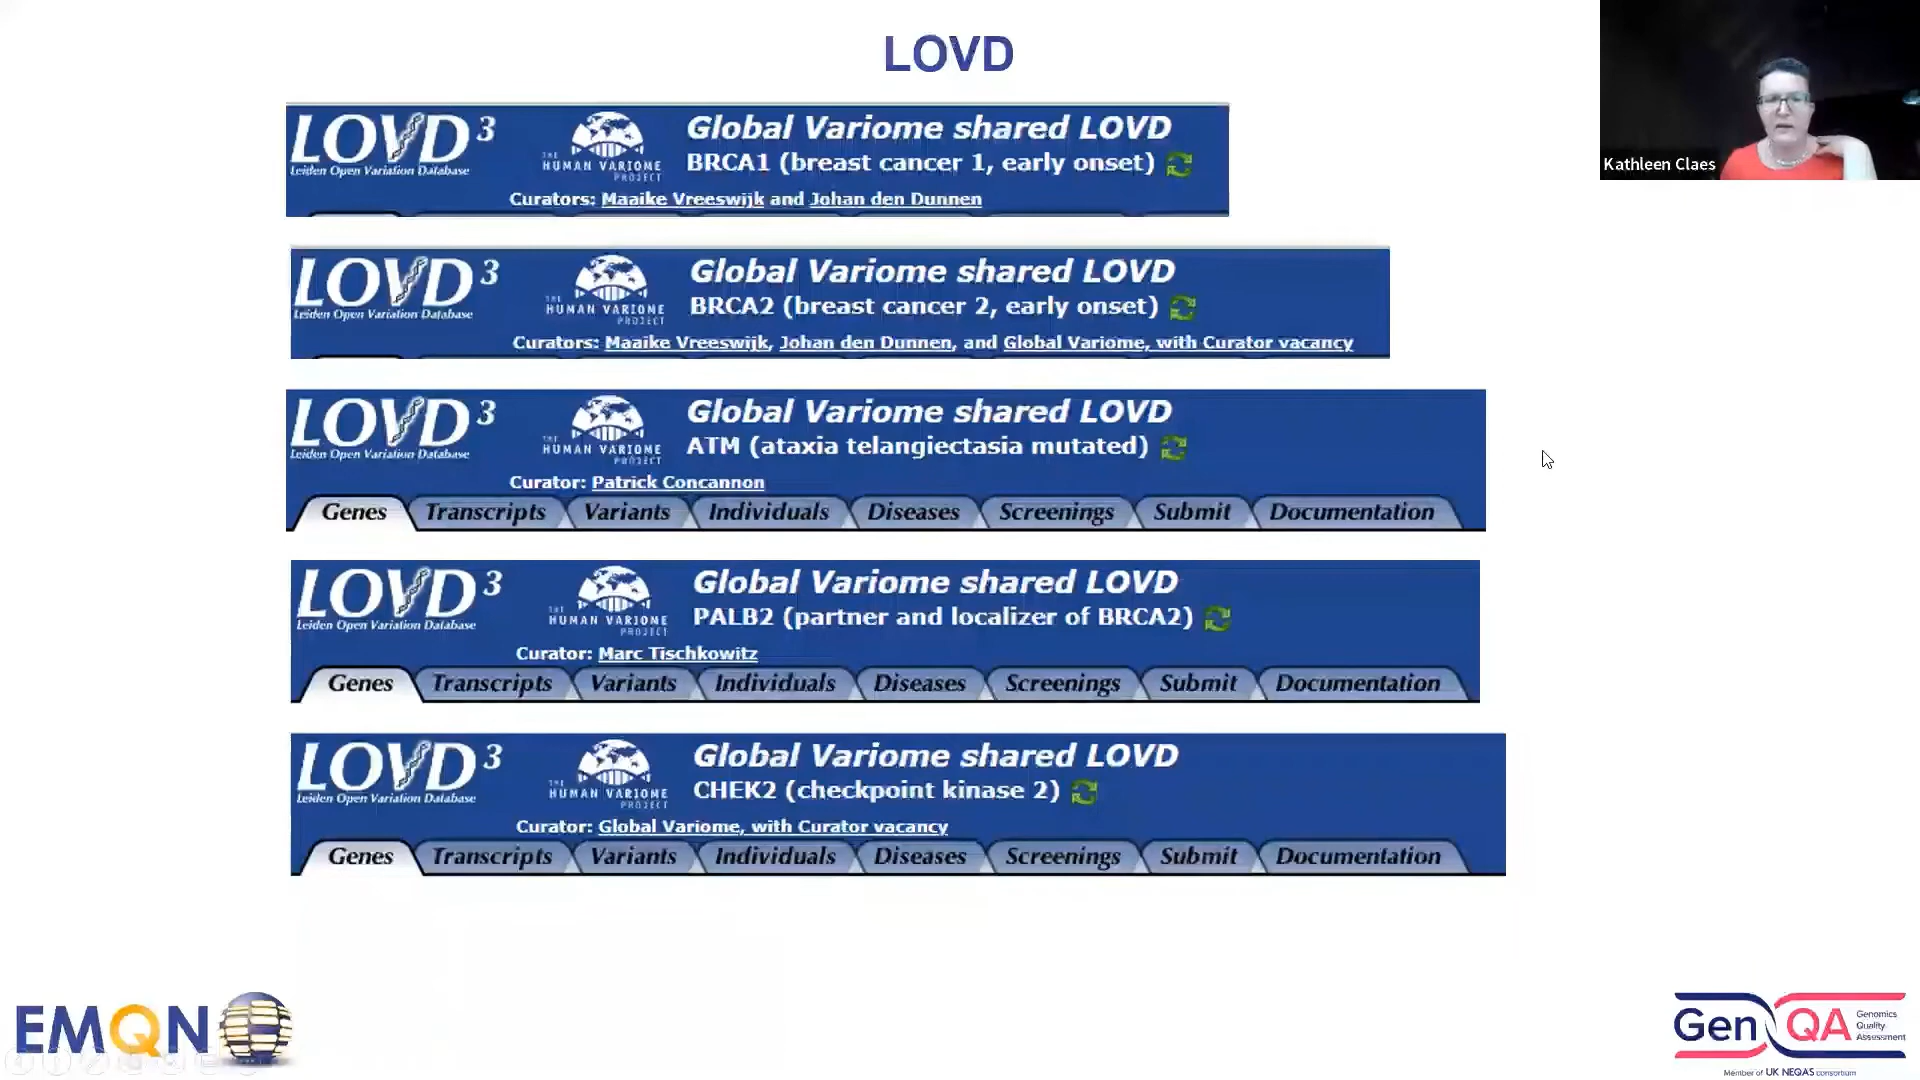 LOVD
Kathleen Claes
LOVD 3
Leiden Open Variation Database
THE
HUMAN VARIOME
PROJECT
Global Variome shared LOVD
BRCA1 (breast cancer 1, early onset)
Curators: Maaike Vreeswijk and Johan den Dunnen
LOVD 3
Leiden Open Variation Database
THE
HUMAN VARIOME
PROJECT
Global Variome shared LOVD
BRCA2 (breast cancer 2, early onset)
Curators: Maaike Vreeswijk, Johan den Dunnen, and Global Variome, with Curator vacancy
LOVD 3
Leiden Open Variation Database
THE
HUMAN VARIOME
PROJECT
Global Variome shared LOVD
ATM (ataxia telangiectasia mutated)
Curator: Patrick Concannon
Genes Transcripts Variants Individuals Diseases Screenings Submit Documentation
LOVD 3
Leiden Open Variation Database
THE
HUMAN VARIOME
PROJECT
Global Variome shared LOVD
PALB2 (partner and localizer of BRCA2)
Curator: Marc Tischkowitz
Genes Transcripts Variants Individuals Diseases Screenings Submit Documentation
LOVD 3
Leiden Open Variation Database
THE
HUMAN VARIOME
PROJECT
Global Variome shared LOVD
CHEK2 (checkpoint kinase 2)
Curator: Global Variome, with Curator vacancy
Genes Transcripts Variants Individuals Diseases Screenings Submit Documentation
EMQN
GenQA
Genomics
Quality
Assessment
Member of UK NEQAS consortium